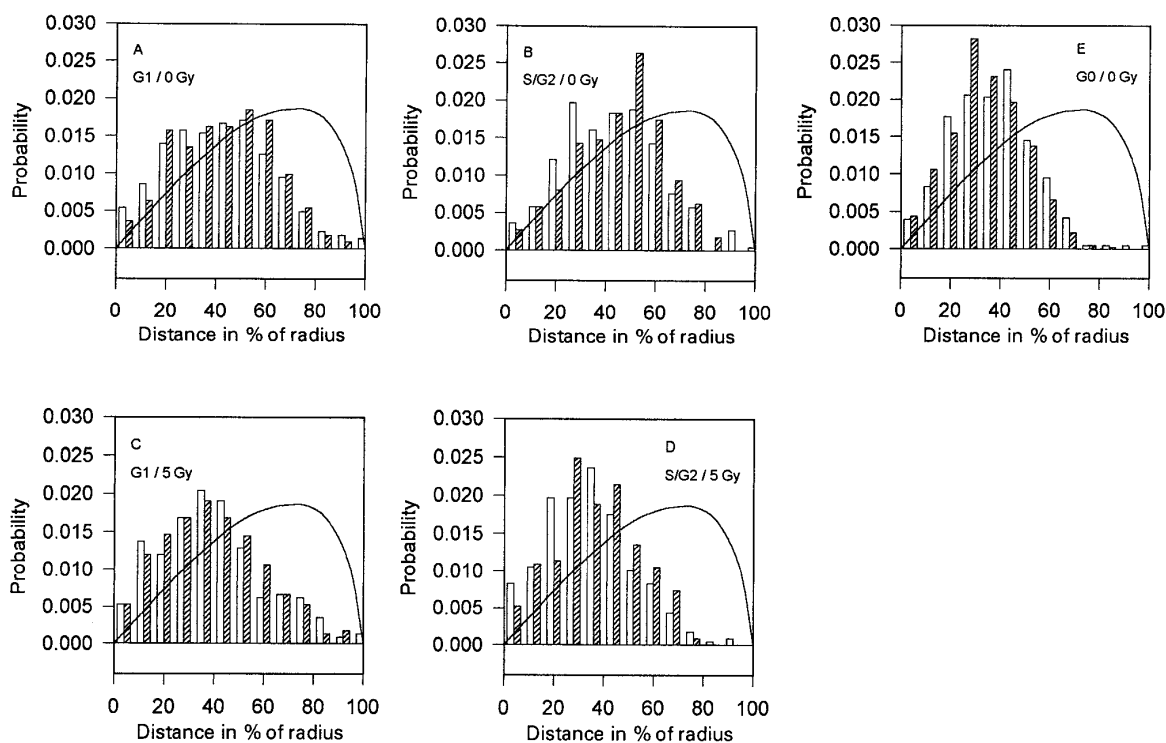 0.030
0.025
0.020
0.015
0.010
0.005
0.000
Probability
A
G1 / 0 Gy
0 20 40 60 80 100
Distance in % of radius
0.030
0.025
0.020
0.015
0.010
0.005
0.000
Probability
B
S/G2 / 0 Gy
0 20 40 60 80 100
Distance in % of radius
0.030
0.025
0.020
0.015
0.010
0.005
0.000
Probability
E
G0 / 0 Gy
0 20 40 60 80 100
Distance in % of radius
0.030
0.025
0.020
0.015
0.010
0.005
0.000
Probability
C
G1 / 5 Gy
0 20 40 60 80 100
Distance in % of radius
0.030
0.025
0.020
0.015
0.010
0.005
0.000
Probability
D
S/G2 / 5 Gy
0 20 40 60 80 100
Distance in % of radius